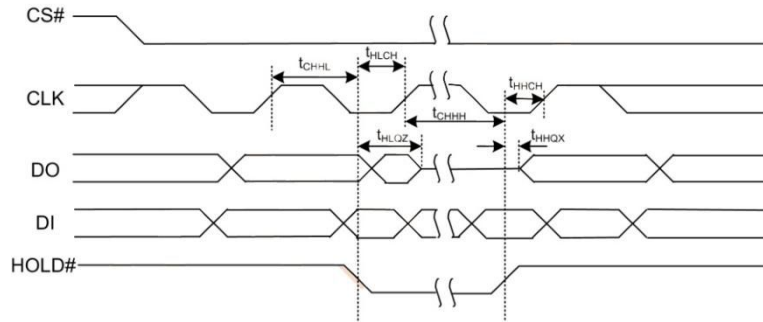 CS#
tCHHL
tHLCH
tHHCH
CLK
tCHHH
tHLQZ
tHHQX
DO
DI
HOLD#